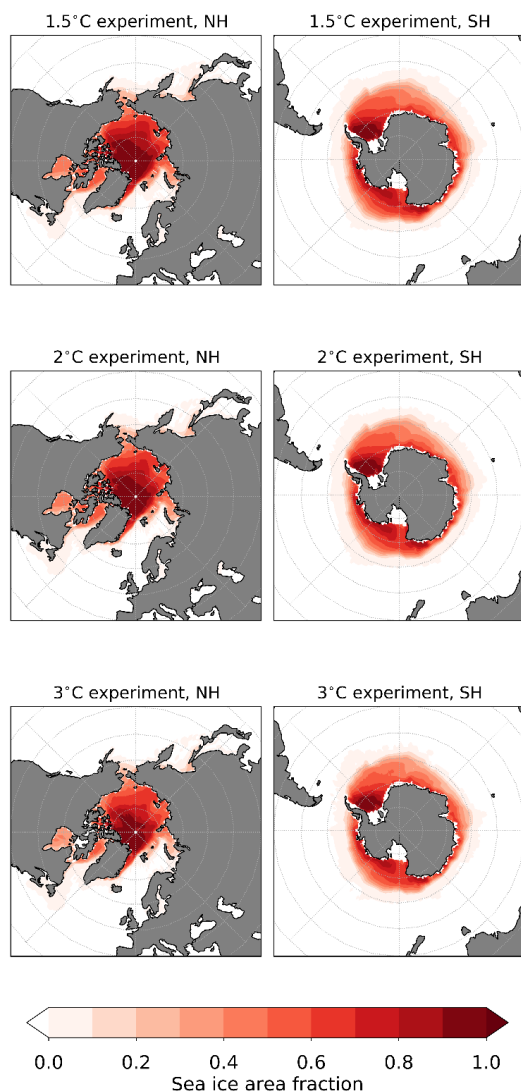 1.5°C experiment, NH
1.5°C experiment, SH
2°C experiment, NH
2°C experiment, SH
3°C experiment, NH
3°C experiment, SH
0.0 0.2 0.4 0.6 0.8 1.0
Sea ice area fraction